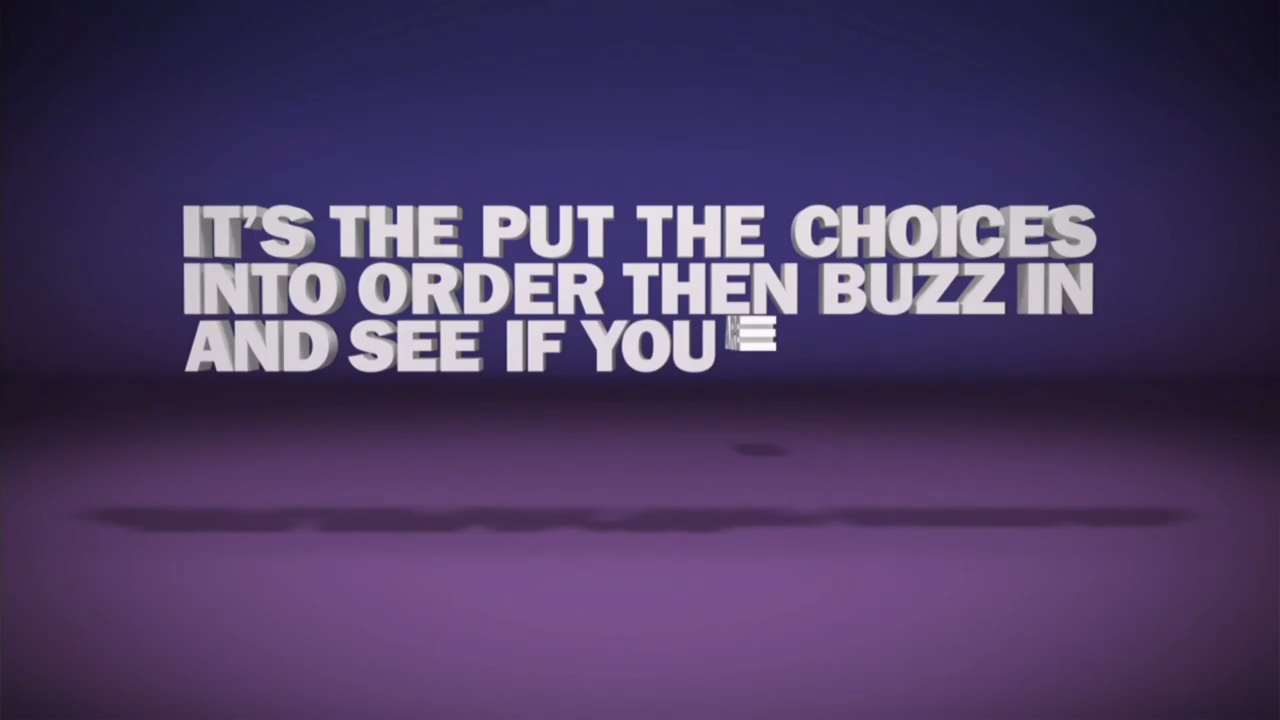 IT'S THE PUT THE CHOICES
INTO ORDER THEN BUZZ IN
AND SEE IF YOU